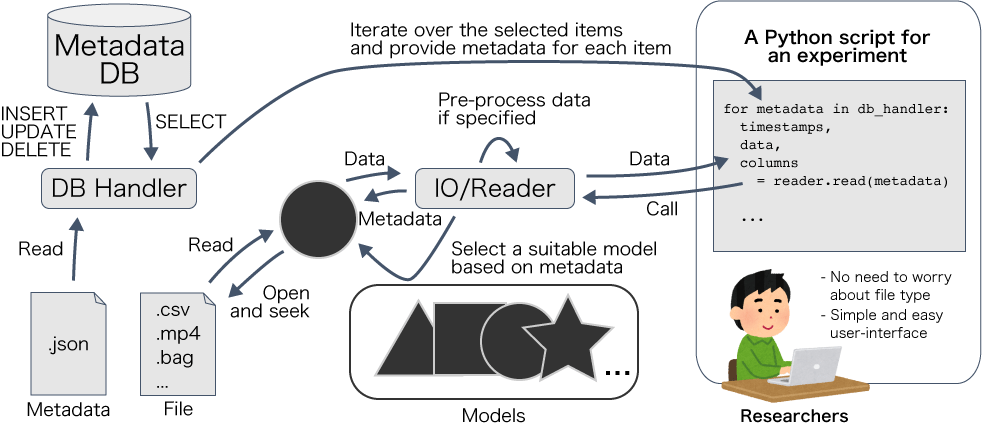 Metadata
DB
INSERT
UPDATE
DELETE
SELECT
DB Handler
Read
.json
Metadata
.csv
.mp4
.bag
...
File
Read
Open
and seek
Iterate over the selected items
and provide metadata for each item
Pre-process data
if specified
Data
IO/Reader
Metadata
Select a suitable model
based on metadata
...
Models
Data
Call
A Python script for
an experiment
for metadata in db_handler:
timestamps,
data,
columns
= reader.read(metadata)
...
- No need to worry
about file type
- Simple and easy
user-interface
Researchers